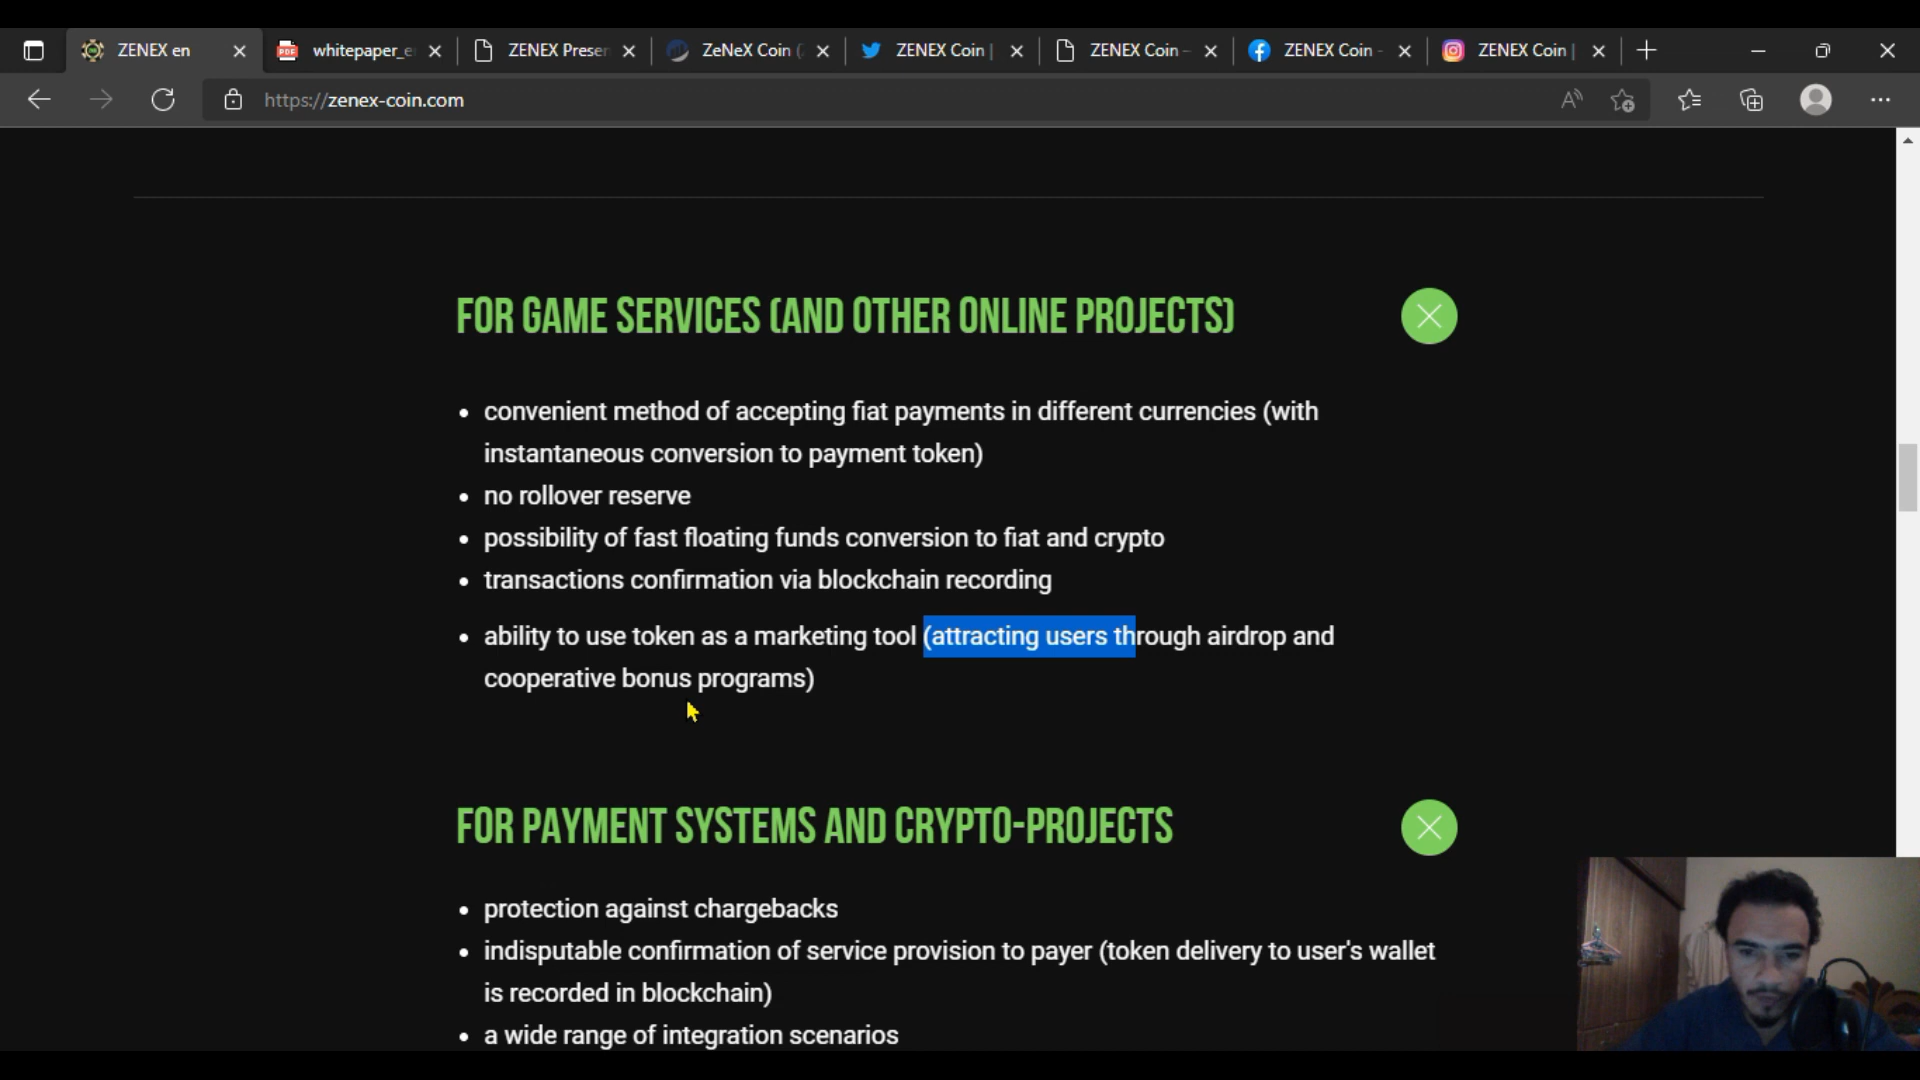 ZENEX en
whitepaper_e
ZENEX Preser
ZeNeX Coin (
ZENEX Coin |
ZENEX Coin -
ZENEX Coin -
ZENEX Coin |
https://zenex-coin.com
FOR GAME SERVICES (AND OTHER ONLINE PROJECTS)
• convenient method of accepting fiat payments in different currencies (with
instantaneous conversion to payment token)
• no rollover reserve
• possibility of fast floating funds conversion to fiat and crypto
• transactions confirmation via blockchain recording
• ability to use token as a marketing tool (attracting users through airdrop and
cooperative bonus programs)
FOR PAYMENT SYSTEMS AND CRYPTO-PROJECTS
• protection against chargebacks
• indisputable confirmation of service provision to payer (token delivery to user's wallet
is recorded in blockchain)
• a wide range of integration scenarios